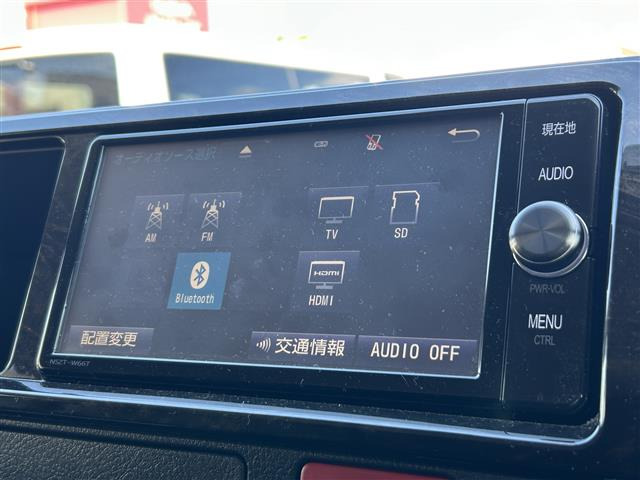 オーディオソース選択
AM
FM
TV
SD
Bluetooth
HDMI
HDMI
配置変更
交通情報
AUDIO OFF
NSZT-W66T
現在地
AUDIO
PWR·VOL
MENU
CTRL